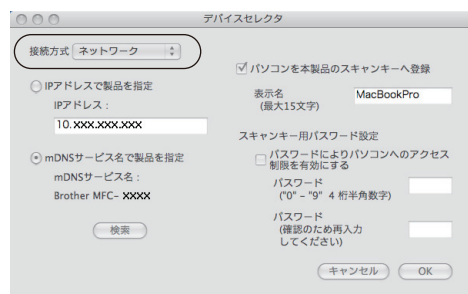 デバイスセレクタ
接続方式 ネットワーク
IPアドレスで製品を指定
IPアドレス：
10.xxx.xxx.xxx
mDNSサービス名で製品を指定
mDNSサービス名：
Brother MFC- XXXX
検索
パソコンを本製品のスキャンキーへ登録
表示名 MacBookPro
(最大15文字)
スキャンキー用パスワード設定
パスワードによりパソコンへのアクセス
制限を有効にする
パスワード
("0" – "9" 4 桁半角数字)
パスワード
(確認のため再入力
してください)
キャンセル OK